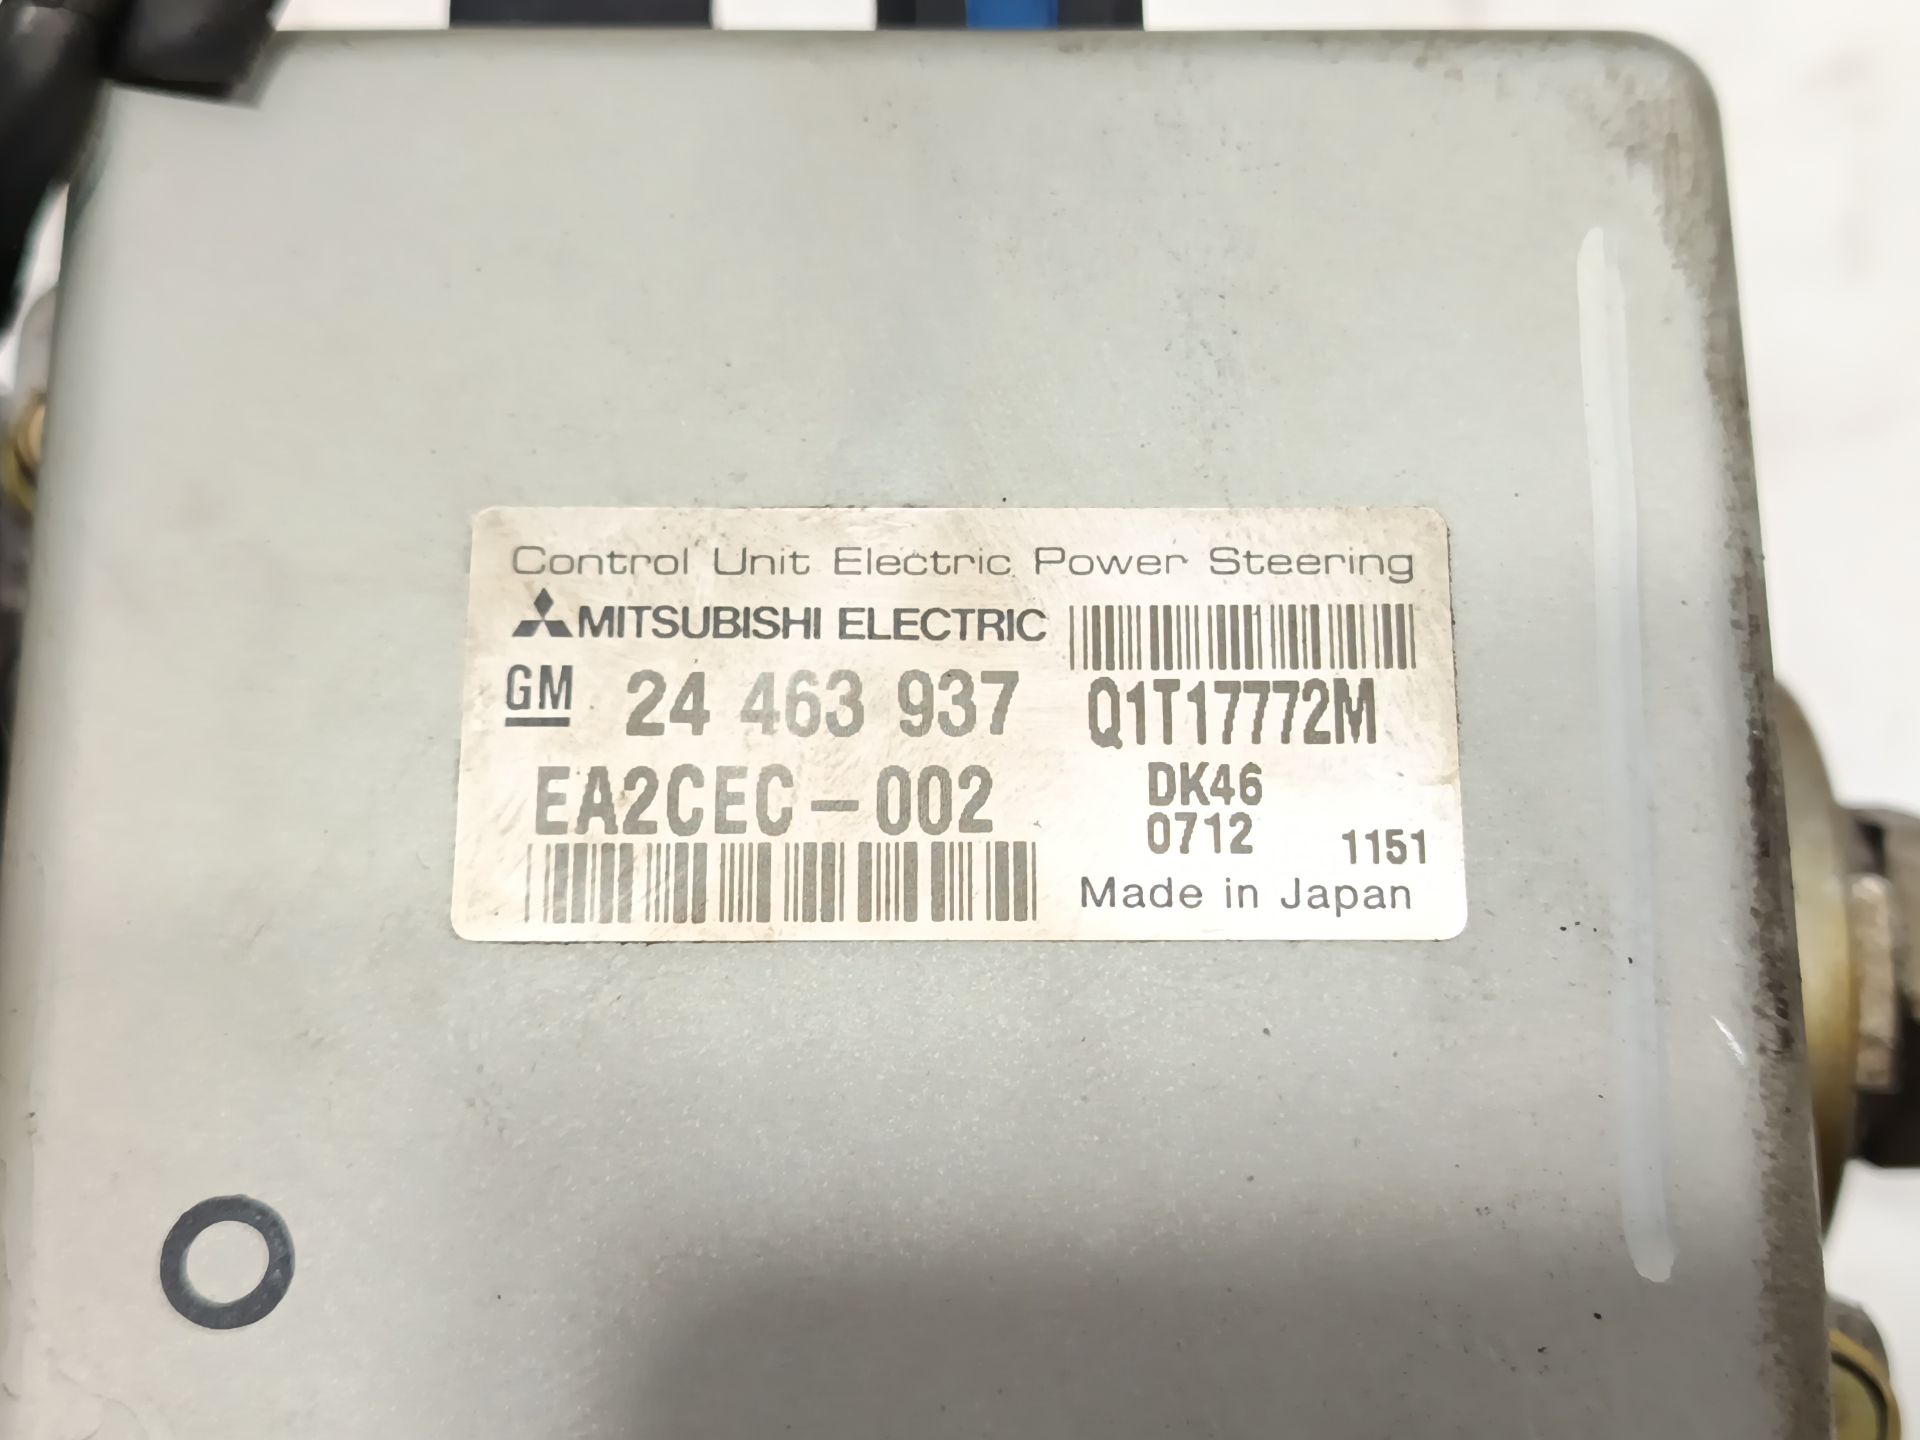 Control Unit Electric Power Steering
MITSUBISHI ELECTRIC
GM 24 463 937 Q1T17772M
EA2CEC-002 DK46
0712 1151
Made in Japan